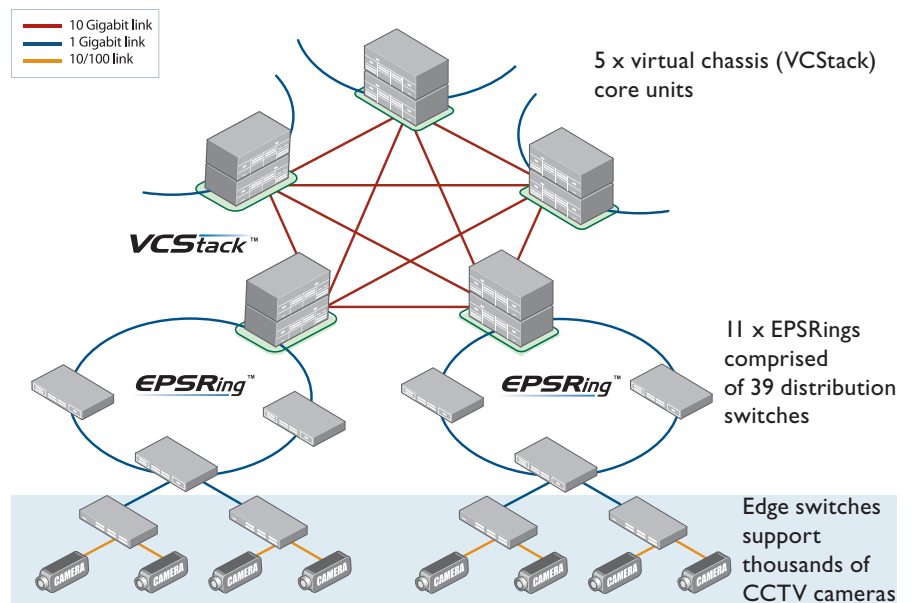 10 Gigabit link
1 Gigabit link
10/100 link
5 x virtual chassis (VCStack)
core units
VCStack™
11 x EPSRings
comprised
of 39 distribution
switches
EPSRing™
EPSRing™
Edge switches
support
thousands of
CCTV cameras
CAMERA
CAMERA
CAMERA
CAMERA
CAMERA
CAMERA
CAMERA
CAMERA